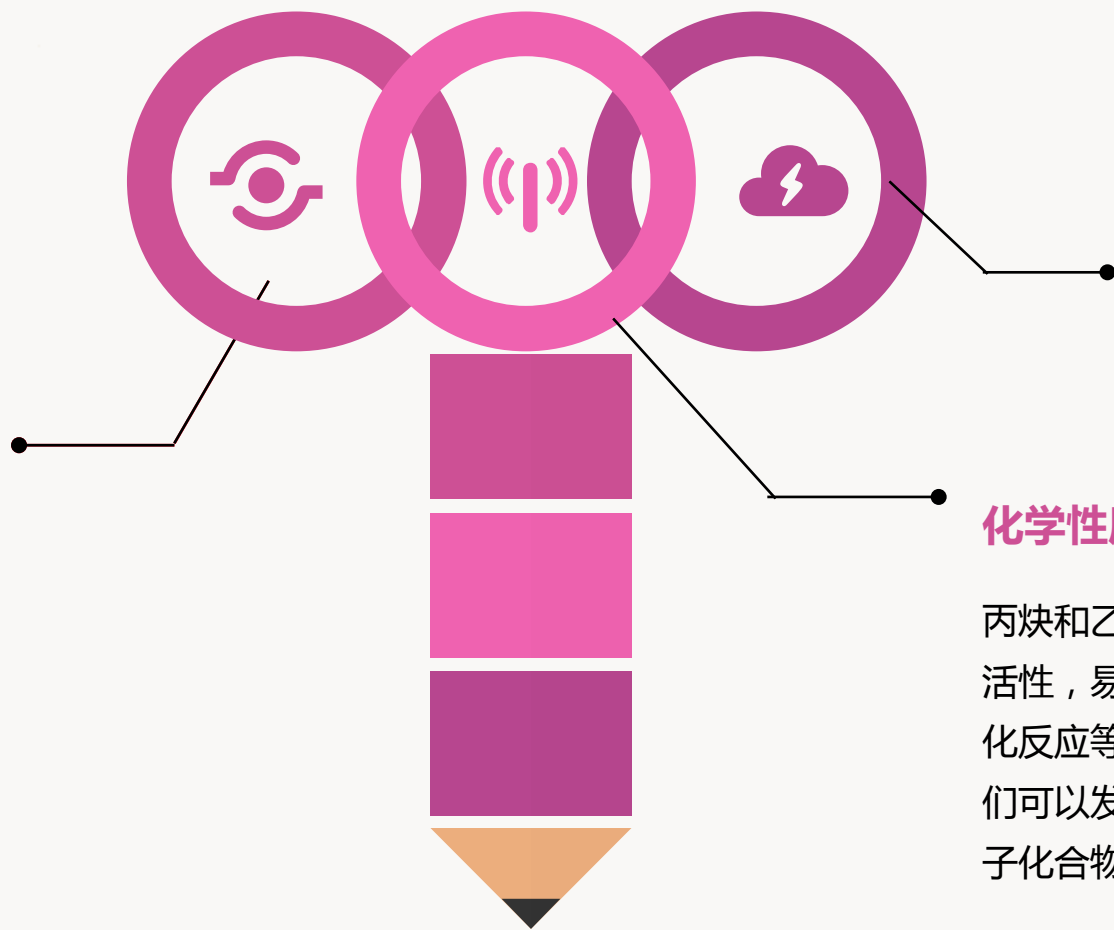 化学性
丙炔和乙
活性，易
化反应等
们可以发
子化合物